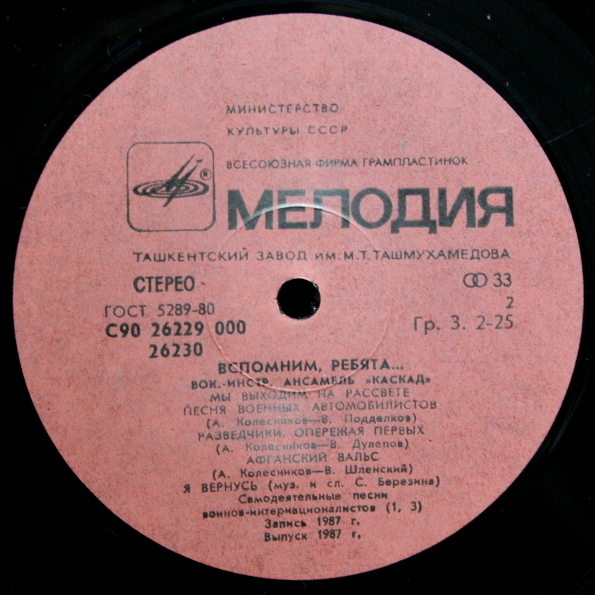 МИНИСТЕРСТВО
КУЛЬТУРЫ СССР
ВСЕСОЮЗНАЯ ФИРМА ГРАМПЛАСТИНОК
®
МЕЛОДИЯ
ТАШКЕНТСКИЙ ЗАВОД ИМ. М. Т. ТАШМУХАМЕДОВА
СТЕРЕО
33
ГОСТ 5289-80
2
С90 26229 000
Гр. 3. 2-25
26230
ВСПОМНИМ, РЕБЯТА...
ВОК.-ИНСТР. АНСАМБЛЬ «КАСКАД»
МЫ ВЫХОДИМ НА РАССВЕТЕ
ПЕСНЯ ВОЕННЫХ АВТОМОБИЛИСТОВ
(А. Колесников—В. Подделков)
РАЗВЕДЧИКИ, ОПЕРЕЖАЯ ПЕРВЫХ
(А. Колесников—В. Дулепов)
АФГАНСКИЙ ВАЛЬС
(А. Колесников—В. Шленский)
Я ВЕРНУСЬ (муз. и сл. С. Березина)
Самодеятельные песни
воинов-интернационалистов (1, 3)
Запись 1987 г.
Выпуск 1987 г.